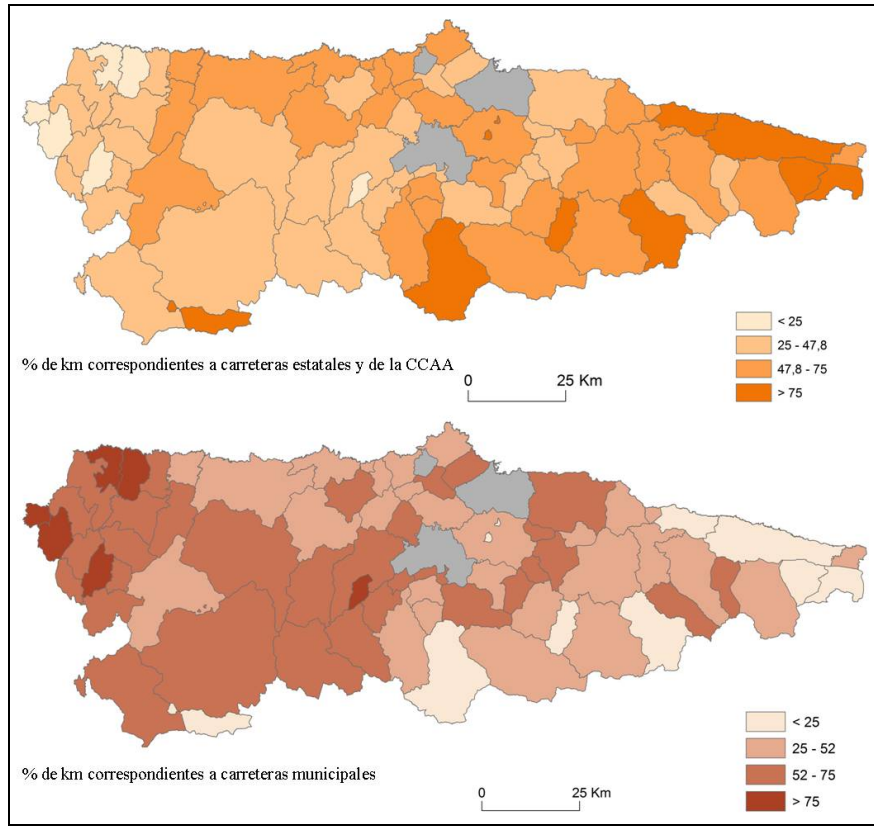 < 25
25 - 47,8
47,8 - 75
> 75
% de km correspondientes a carreteras estatales y de la CCAA
0 25 Km
< 25
25 - 52
52 - 75
> 75
% de km correspondientes a carreteras municipales
0 25 Km